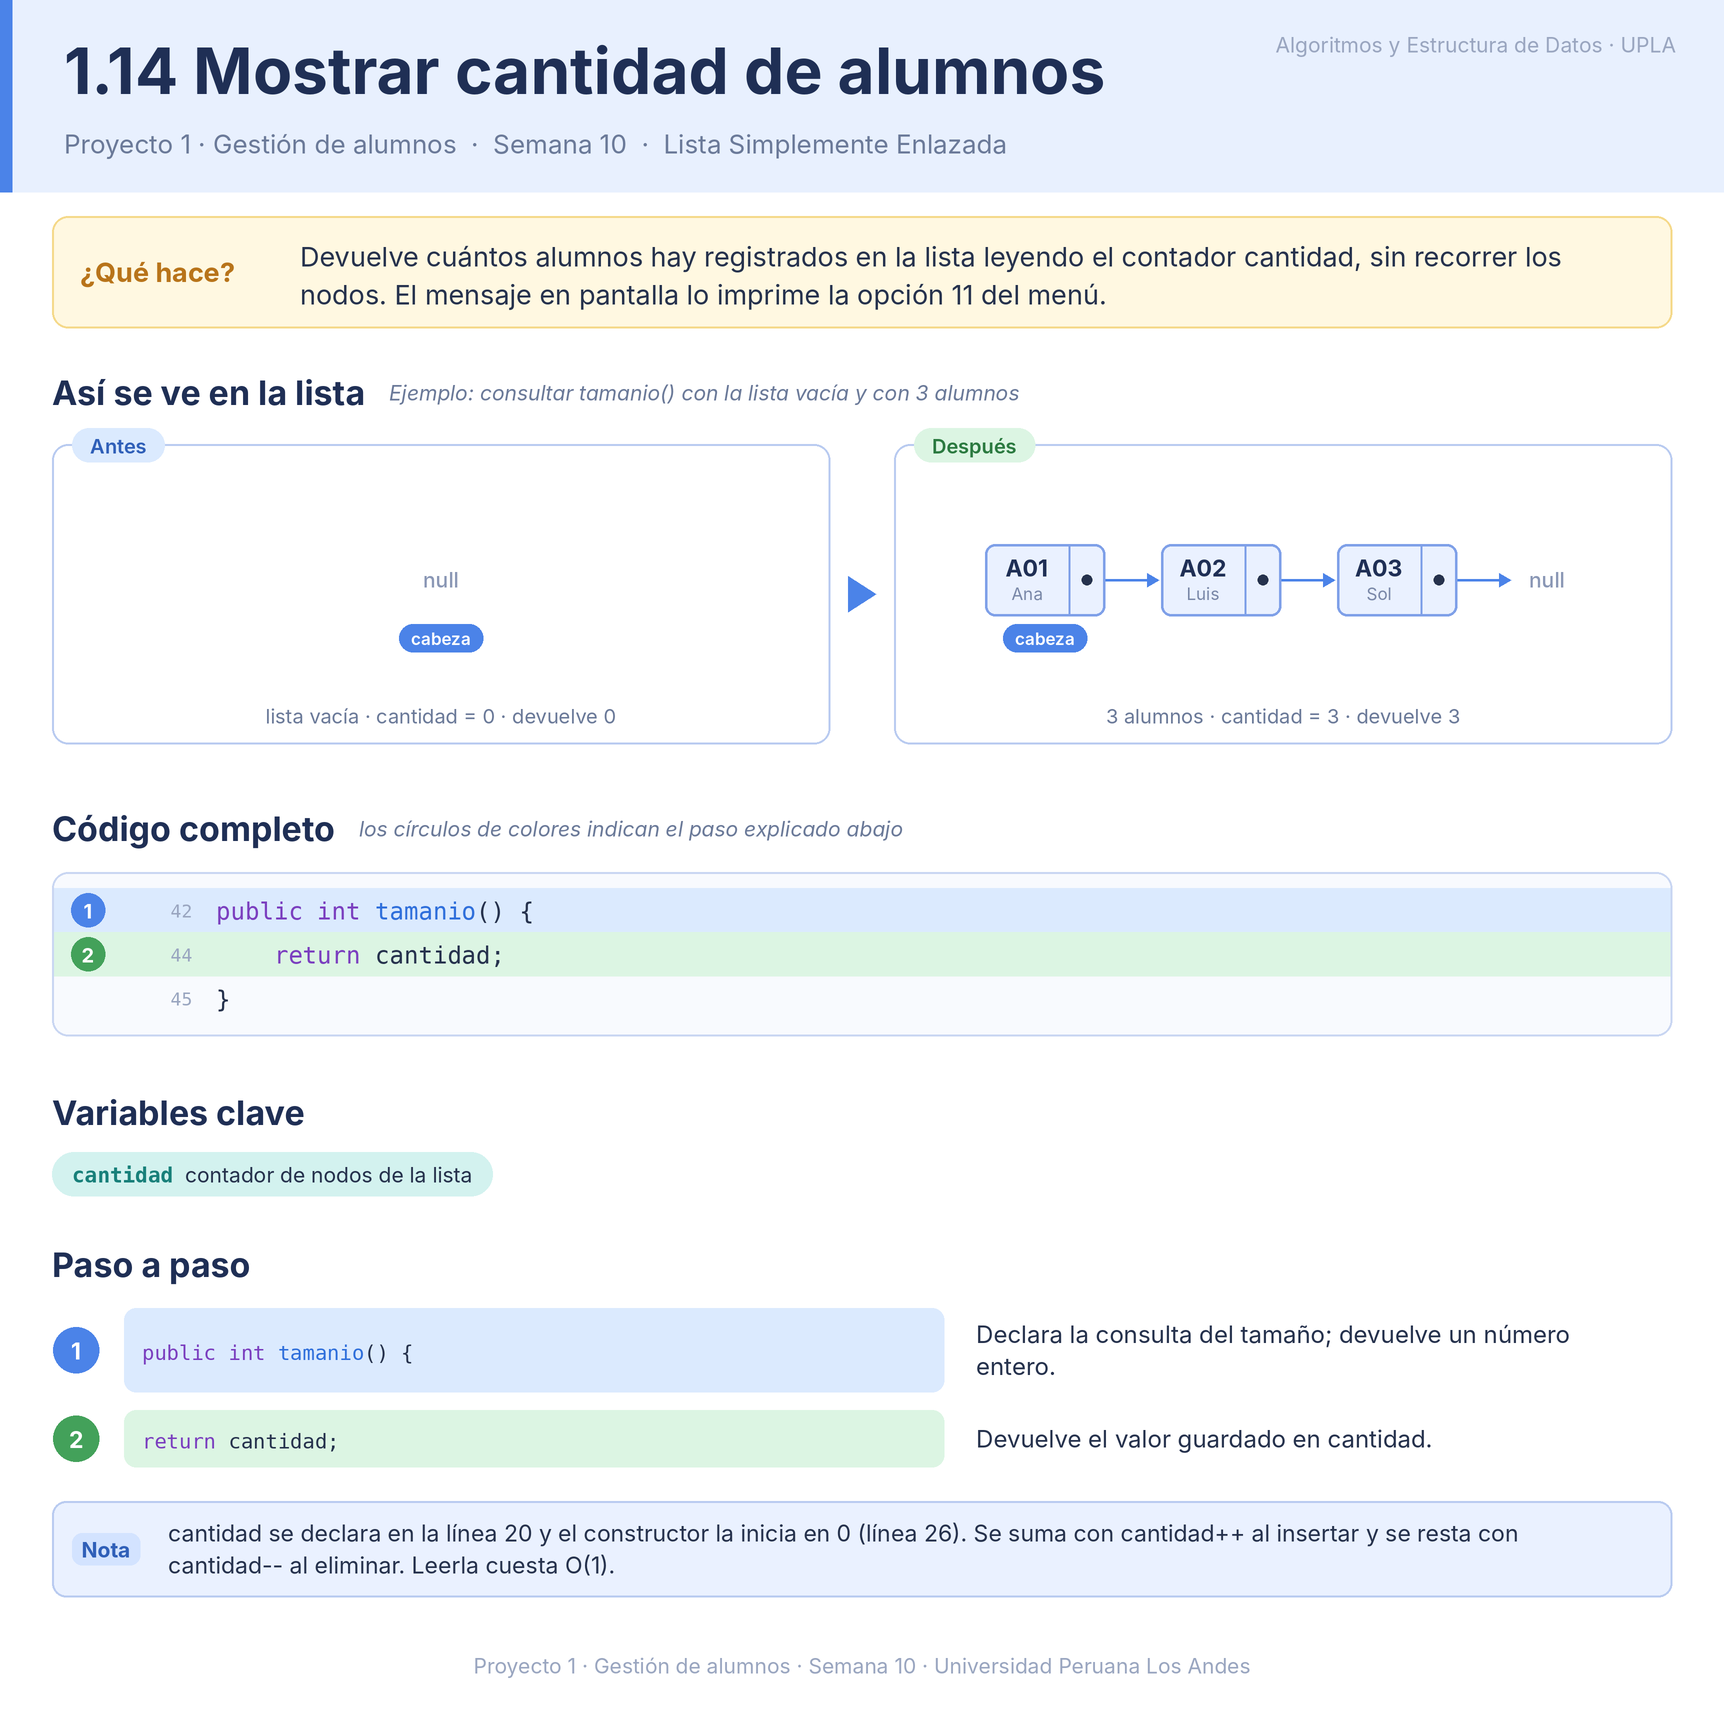 1.14 Mostrar cantidad de alumnos
Algoritmos y Estructura de Datos · UPLA
Proyecto 1 · Gestión de alumnos · Semana 10 · Lista Simplemente Enlazada
¿Qué hace?
Devuelve cuántos alumnos hay registrados en la lista leyendo el contador cantidad, sin recorrer los
nodos. El mensaje en pantalla lo imprime la opción 11 del menú.
Así se ve en la lista
Ejemplo: consultar tamanio() con la lista vacía y con 3 alumnos
Antes
null
cabeza
lista vacía · cantidad = 0 · devuelve 0
Después
A01
Ana
A02
Luis
A03
Sol
null
cabeza
3 alumnos · cantidad = 3 · devuelve 3
Código completo
los círculos de colores indican el paso explicado abajo
1 42 public int tamanio() {
2 44     return cantidad;
45 }
Variables clave
cantidad contador de nodos de la lista
Paso a paso
1
public int tamanio() {
Declara la consulta del tamaño; devuelve un número
entero.
2
return cantidad;
Devuelve el valor guardado en cantidad.
Nota
cantidad se declara en la línea 20 y el constructor la inicia en 0 (línea 26). Se suma con cantidad++ al insertar y se resta con
cantidad-- al eliminar. Leerla cuesta O(1).
Proyecto 1 · Gestión de alumnos · Semana 10 · Universidad Peruana Los Andes